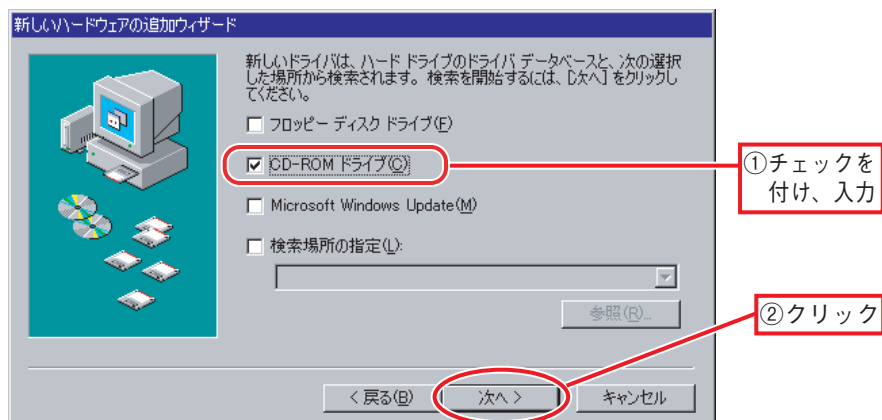 新しいハードウェアの追加ウィザード
新しいドライバは、ハード ドライブのドライバ データベースと、次の選択
した場所から検索されます。検索を開始するには、[次へ] をクリックし
てください。
フロッピー ディスク ドライブ(F)
CD-ROM ドライブ(C)
Microsoft Windows Update(M)
検索場所の指定(L):
参照(R)...
< 戻る(B)
次へ >
キャンセル
①チェックを
付け、入力
②クリック